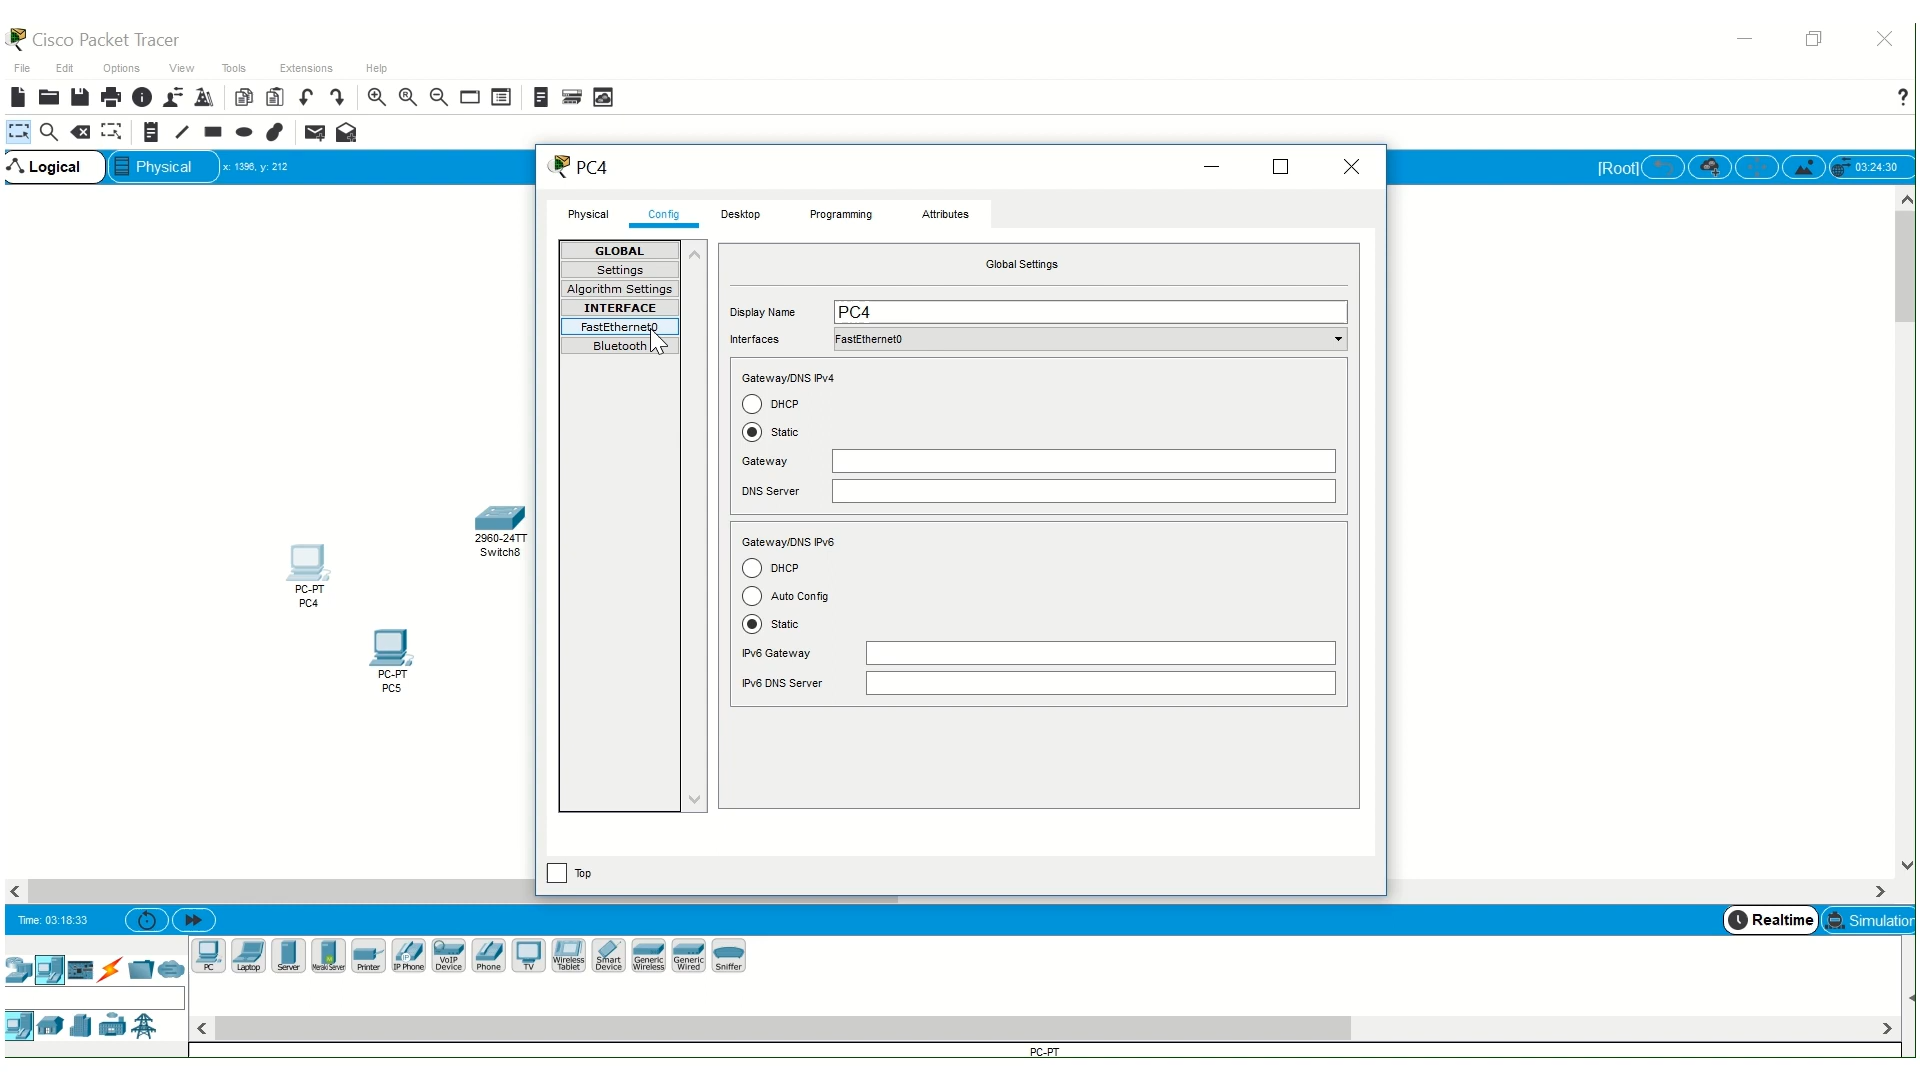 Cisco Packet Tracer
File Edit Options View Tools Extensions Help
?
Logical Physical x: 1396, y: 212 [Root] 03:24:30
PC4
Physical Config Desktop Programming Attributes
GLOBAL
Settings
Algorithm Settings
INTERFACE
FastEthernet0
Bluetooth
Global Settings
Display Name PC4
Interfaces FastEthernet0
Gateway/DNS IPv4
DHCP
Static
Gateway
DNS Server
Gateway/DNS IPv6
DHCP
Auto Config
Static
IPv6 Gateway
IPv6 DNS Server
Top
2960-24TT
Switch8
PC-PT
PC4
PC-PT
PC5
Time: 03:18:33 Realtime Simulation
PC Laptop Server Meraki Server Printer IP Phone VoIP Device Phone TV Wireless Tablet Smart Device Generic Wireless Generic Wired Sniffer
PC-PT